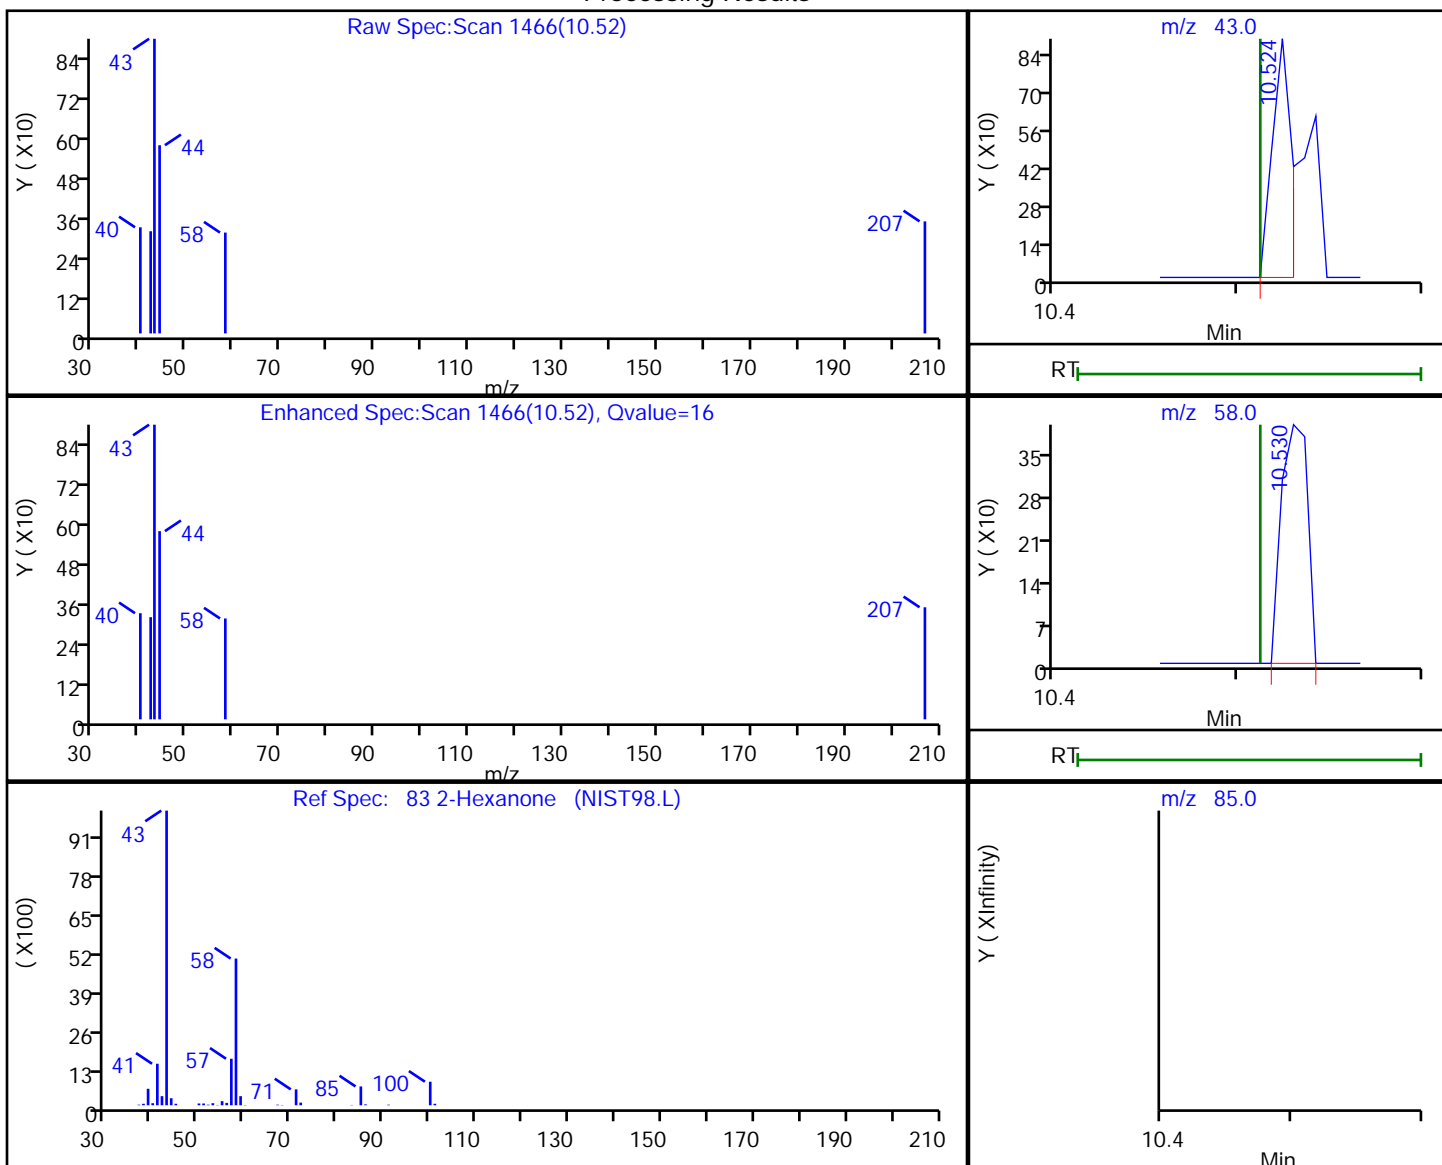 Processing Results
Raw Spec:Scan 1466(10.52)
Y ( X10)
84
72
60
48
36
24
12
0
43
44
40
58
207
30 50 70 90 110 130 150 170 190 210
m/z
m/z 43.0
Y ( X10)
84
70
56
42
28
14
0
10.524
10.4
Min
RT
Enhanced Spec:Scan 1466(10.52), Qvalue=16
Y ( X10)
84
72
60
48
36
24
12
0
43
44
40
58
207
30 50 70 90 110 130 150 170 190 210
m/z
m/z 58.0
Y ( X10)
35
28
21
14
7
0
10.530
10.4
Min
RT
Ref Spec: 83 2-Hexanone (NIST98.L)
( X100)
91
78
65
52
39
26
13
0
43
58
41
57
71
85
100
30 50 70 90 110 130 150 170 190 210
m/z 85.0
Y ( XInfinity)
10.4
Min